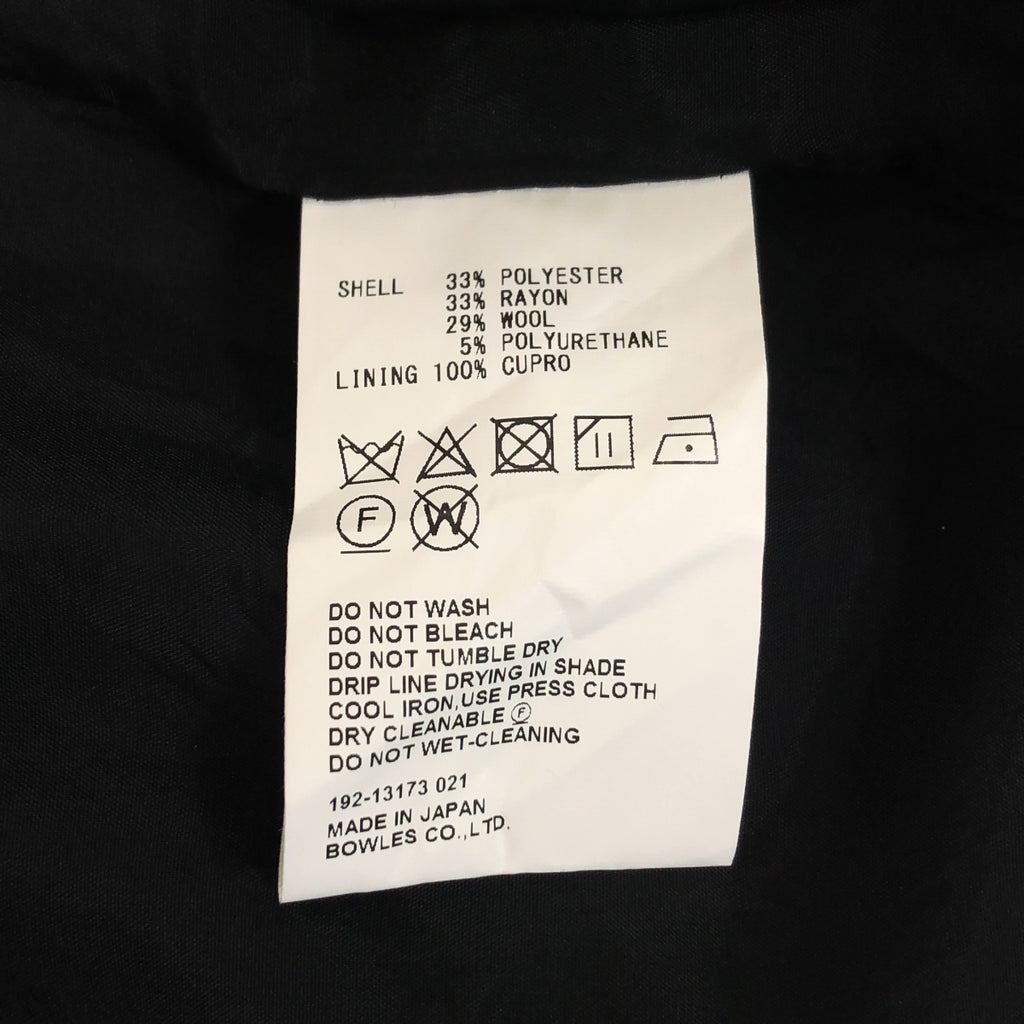 SHELL 33% POLYESTER
33% RAYON
29% WOOL
5% POLYURETHANE
LINING 100% CUPRO
F W
DO NOT WASH
DO NOT BLEACH
DO NOT TUMBLE DRY
DRIP LINE DRYING IN SHADE
COOL IRON,USE PRESS CLOTH
DRY CLEANABLE Ⓕ
DO NOT WET-CLEANING
192-13173 021
MADE IN JAPAN
BOWLES CO.,LTD.